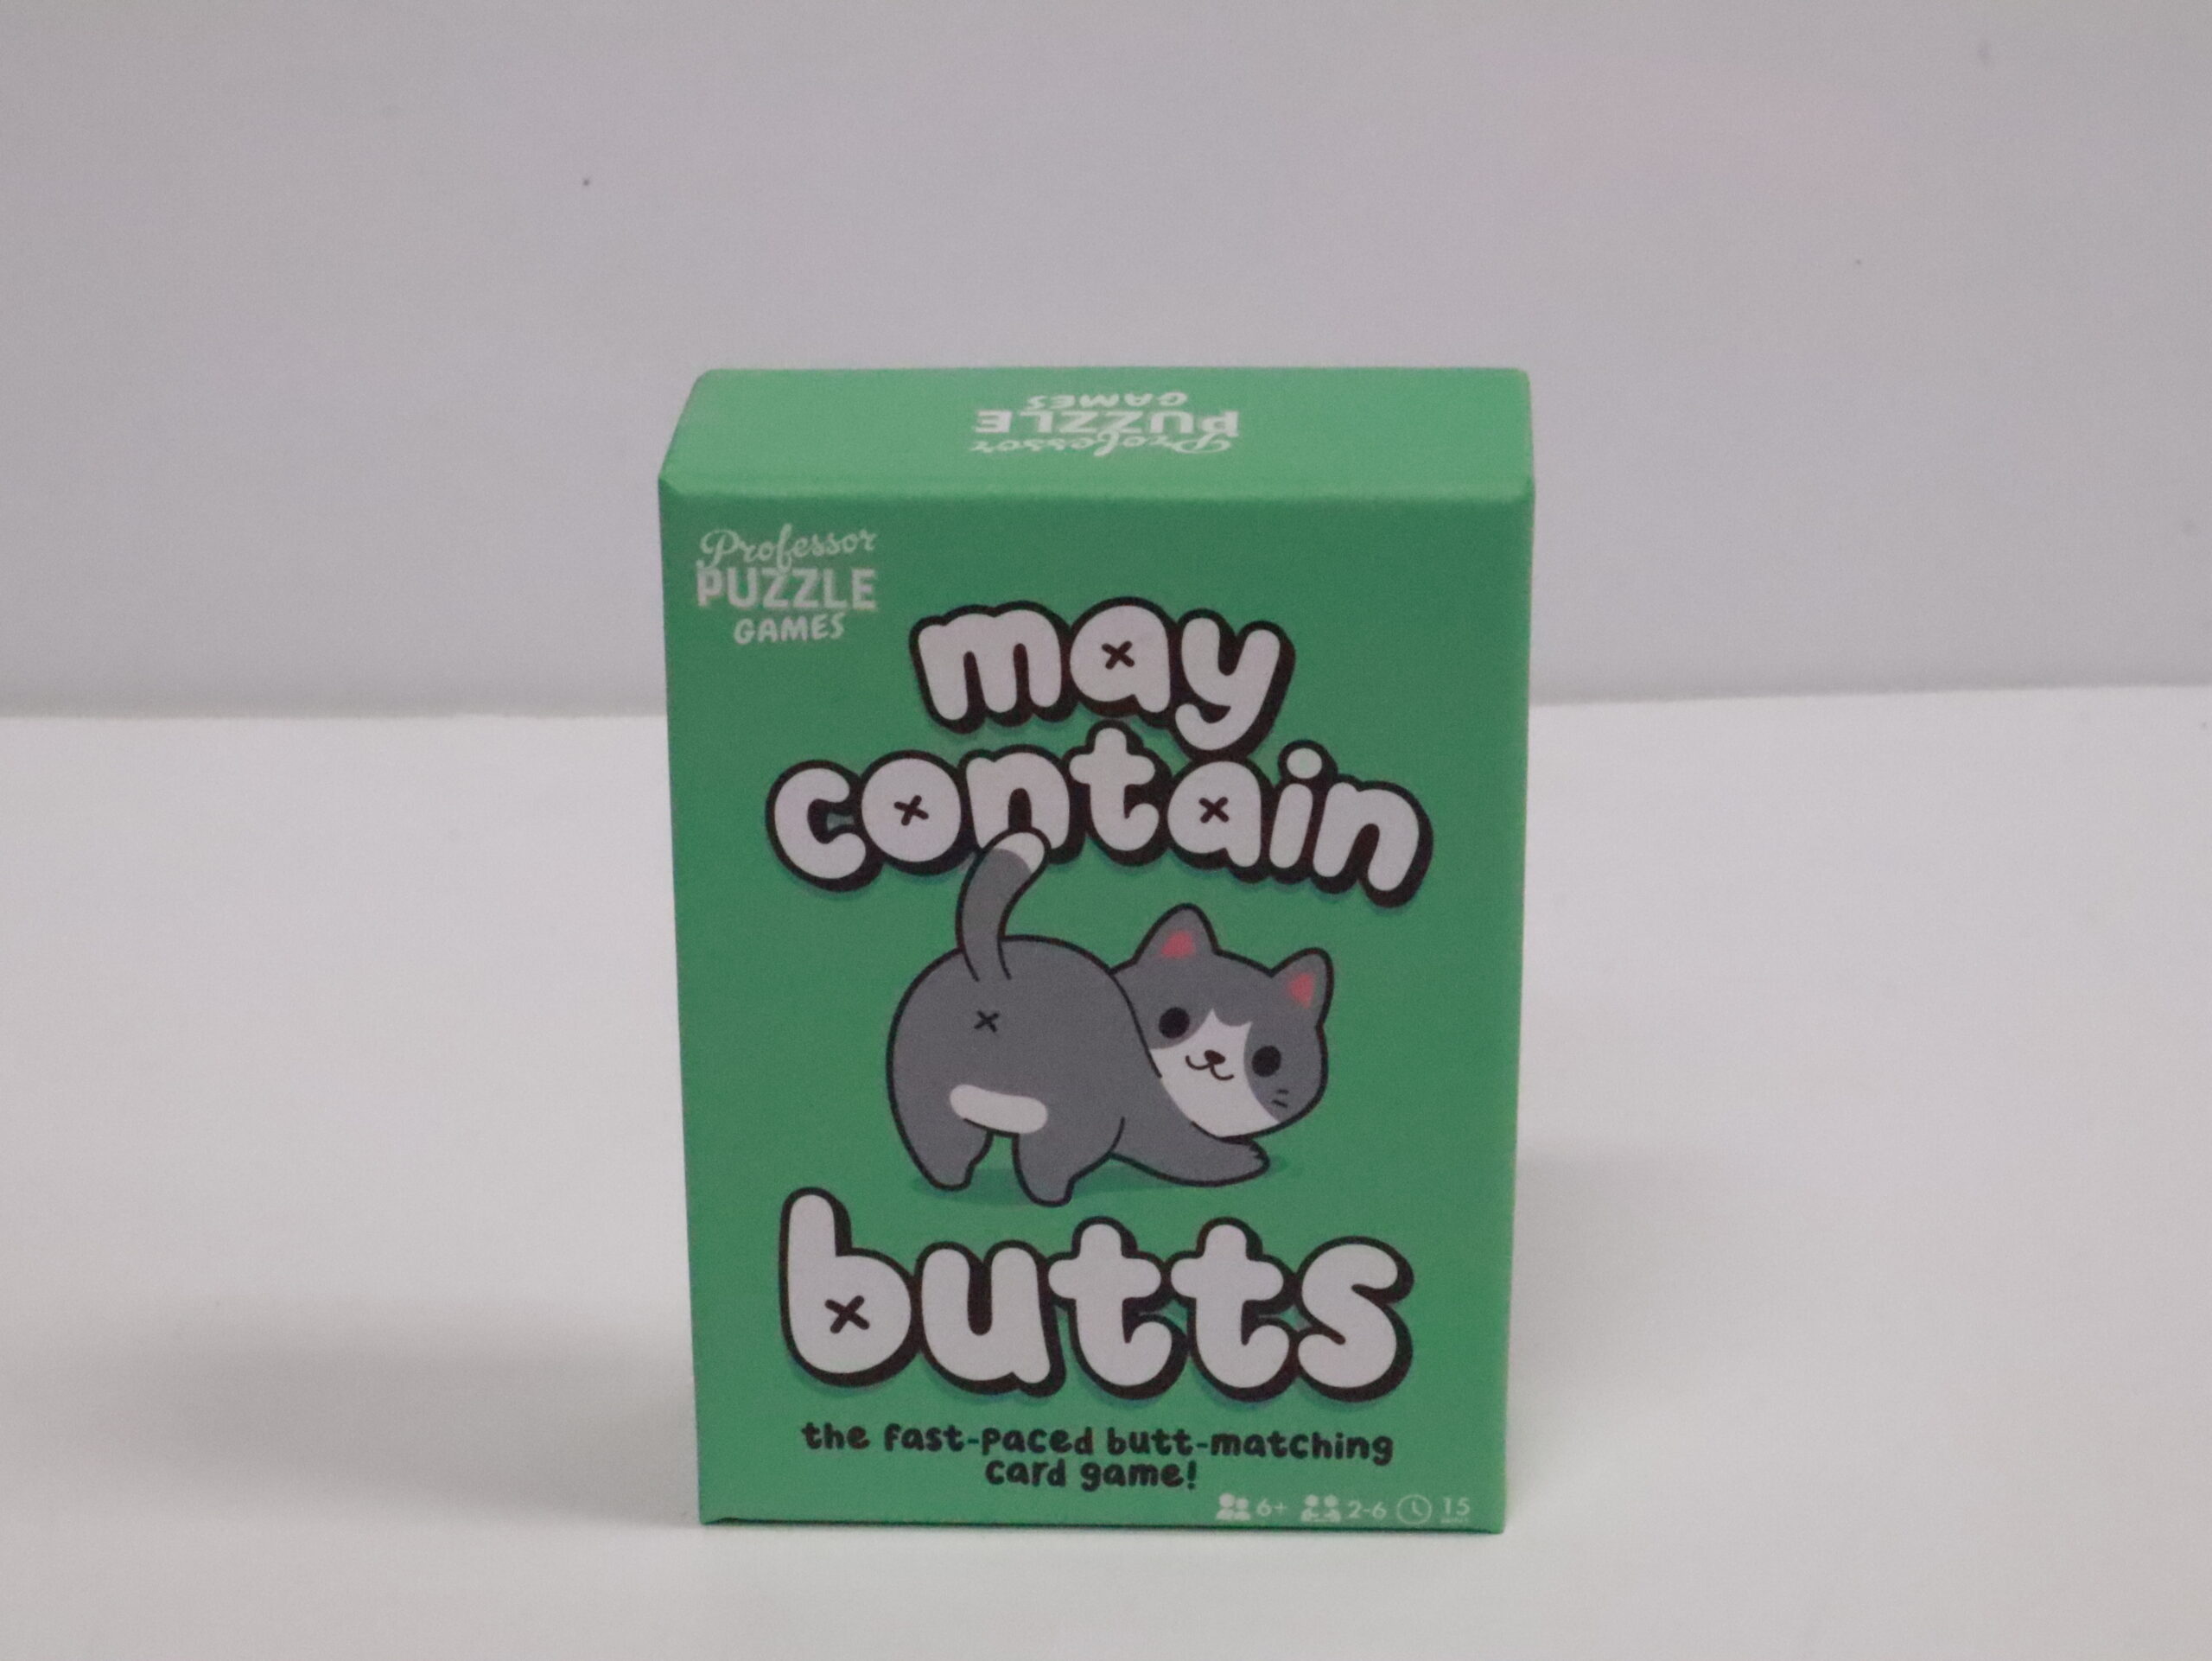 Professor
PUZZLE
GAMES
Professor
PUZZLE
GAMES
may
contain
butts
the fast-paced butt-matching
card game!
6+ 2-6 15